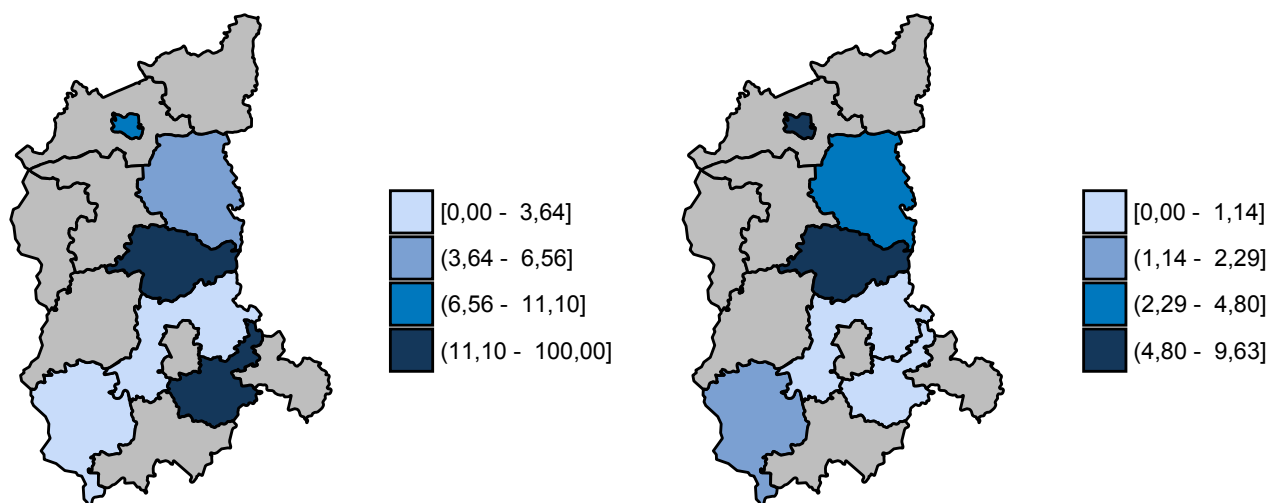 [0,00 - 3,64]
(3,64 - 6,56]
(6,56 - 11,10]
(11,10 - 100,00]
[0,00 - 1,14]
(1,14 - 2,29]
(2,29 - 4,80]
(4,80 - 9,63]